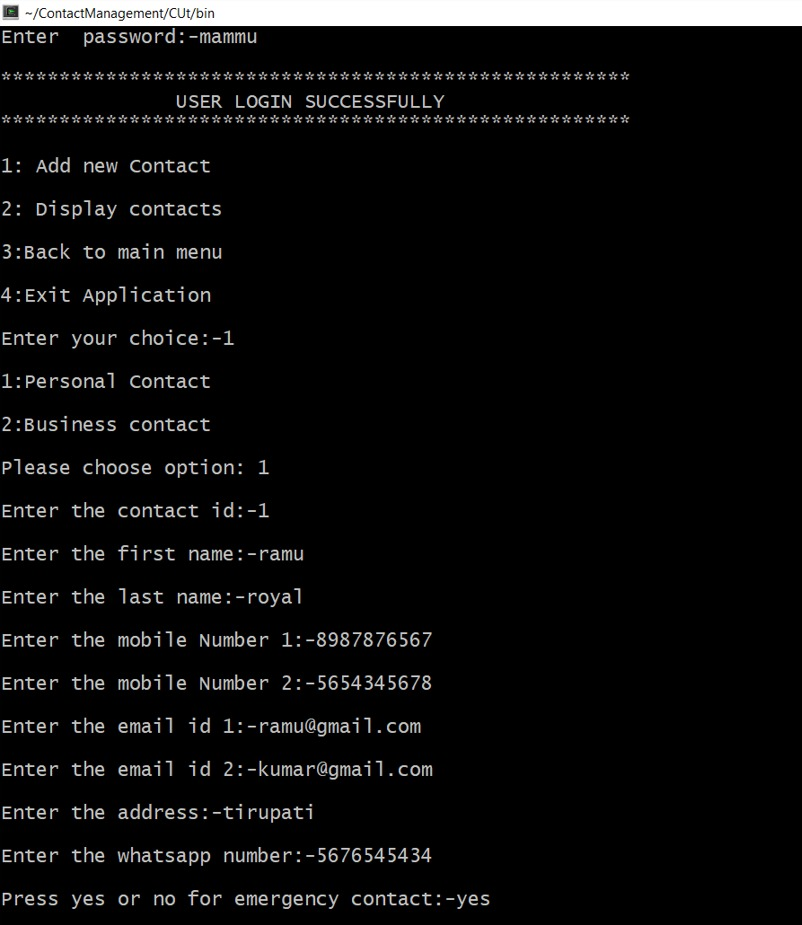 ~/ContactManagement/CUt/bin
Enter  password:-mammu
******************************************************
USER LOGIN SUCCESSFULLY
******************************************************
1: Add new Contact
2: Display contacts
3:Back to main menu
4:Exit Application
Enter your choice:-1
1:Personal Contact
2:Business contact
Please choose option: 1
Enter the contact id:-1
Enter the first name:-ramu
Enter the last name:-royal
Enter the mobile Number 1:-8987876567
Enter the mobile Number 2:-5654345678
Enter the email id 1:-ramu@gmail.com
Enter the email id 2:-kumar@gmail.com
Enter the address:-tirupati
Enter the whatsapp number:-5676545434
Press yes or no for emergency contact:-yes